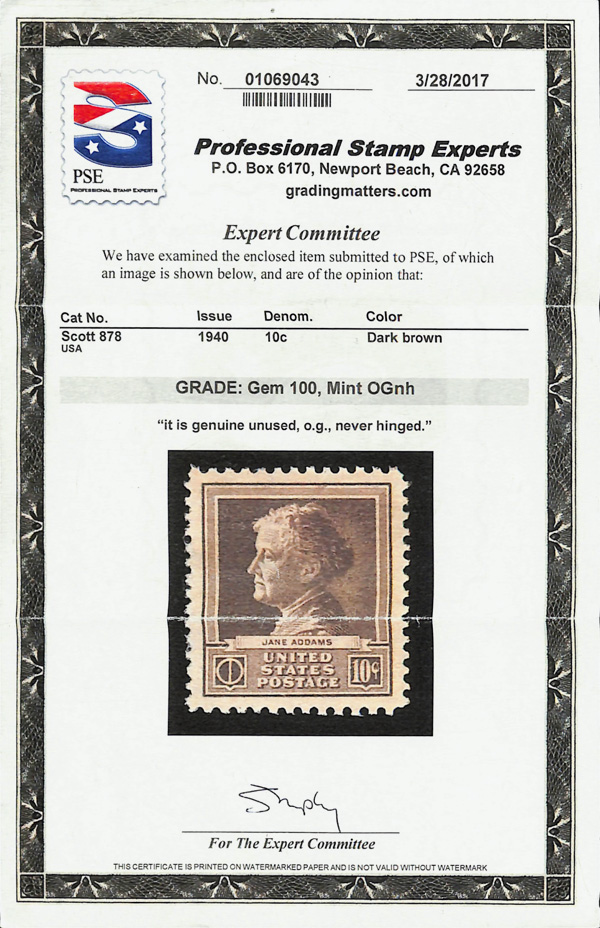 No. 01069043 3/28/2017
PSE
PROFESSIONAL STAMP EXPERTS
Professional Stamp Experts
P.O. Box 6170, Newport Beach, CA 92658
gradingmatters.com
Expert Committee
We have examined the enclosed item submitted to PSE, of which
an image is shown below, and are of the opinion that:
Cat No. Issue Denom. Color
Scott 878 1940 10c Dark brown
USA
GRADE: Gem 100, Mint OGnh
“it is genuine unused, o.g., never hinged.”
JANE ADDAMS
UNITED
STATES
POSTAGE
10¢
For The Expert Committee
THIS CERTIFICATE IS PRINTED ON WATERMARKED PAPER AND IS NOT VALID WITHOUT WATERMARK